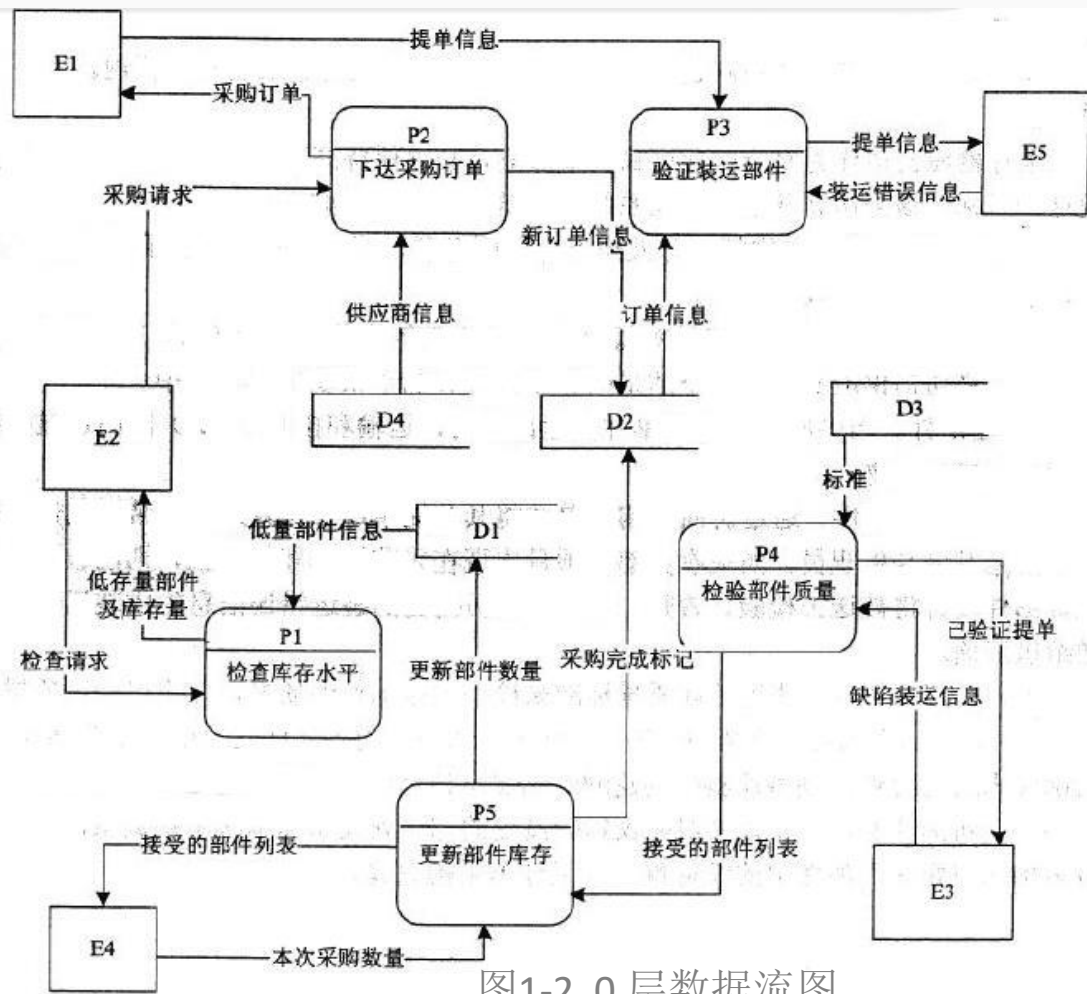 提单信息
E1
采购订单
P2
下达采购订单
P3
验证装运部件
提单信息
装运错误信息
E5
采购请求
新订单信息
供应商信息
订单信息
D4
D2
D3
E2
标准
低量部件信息
D1
P4
检验部件质量
低存量部件
及库存量
P1
检查库存水平
检查请求
更新部件数量
采购完成标记
已验证提单
缺陷装送信息
P5
更新部件库存
接受的部件列表
接受的部件列表
E3
E4
本次采购数量
图1-2 0层数据流图